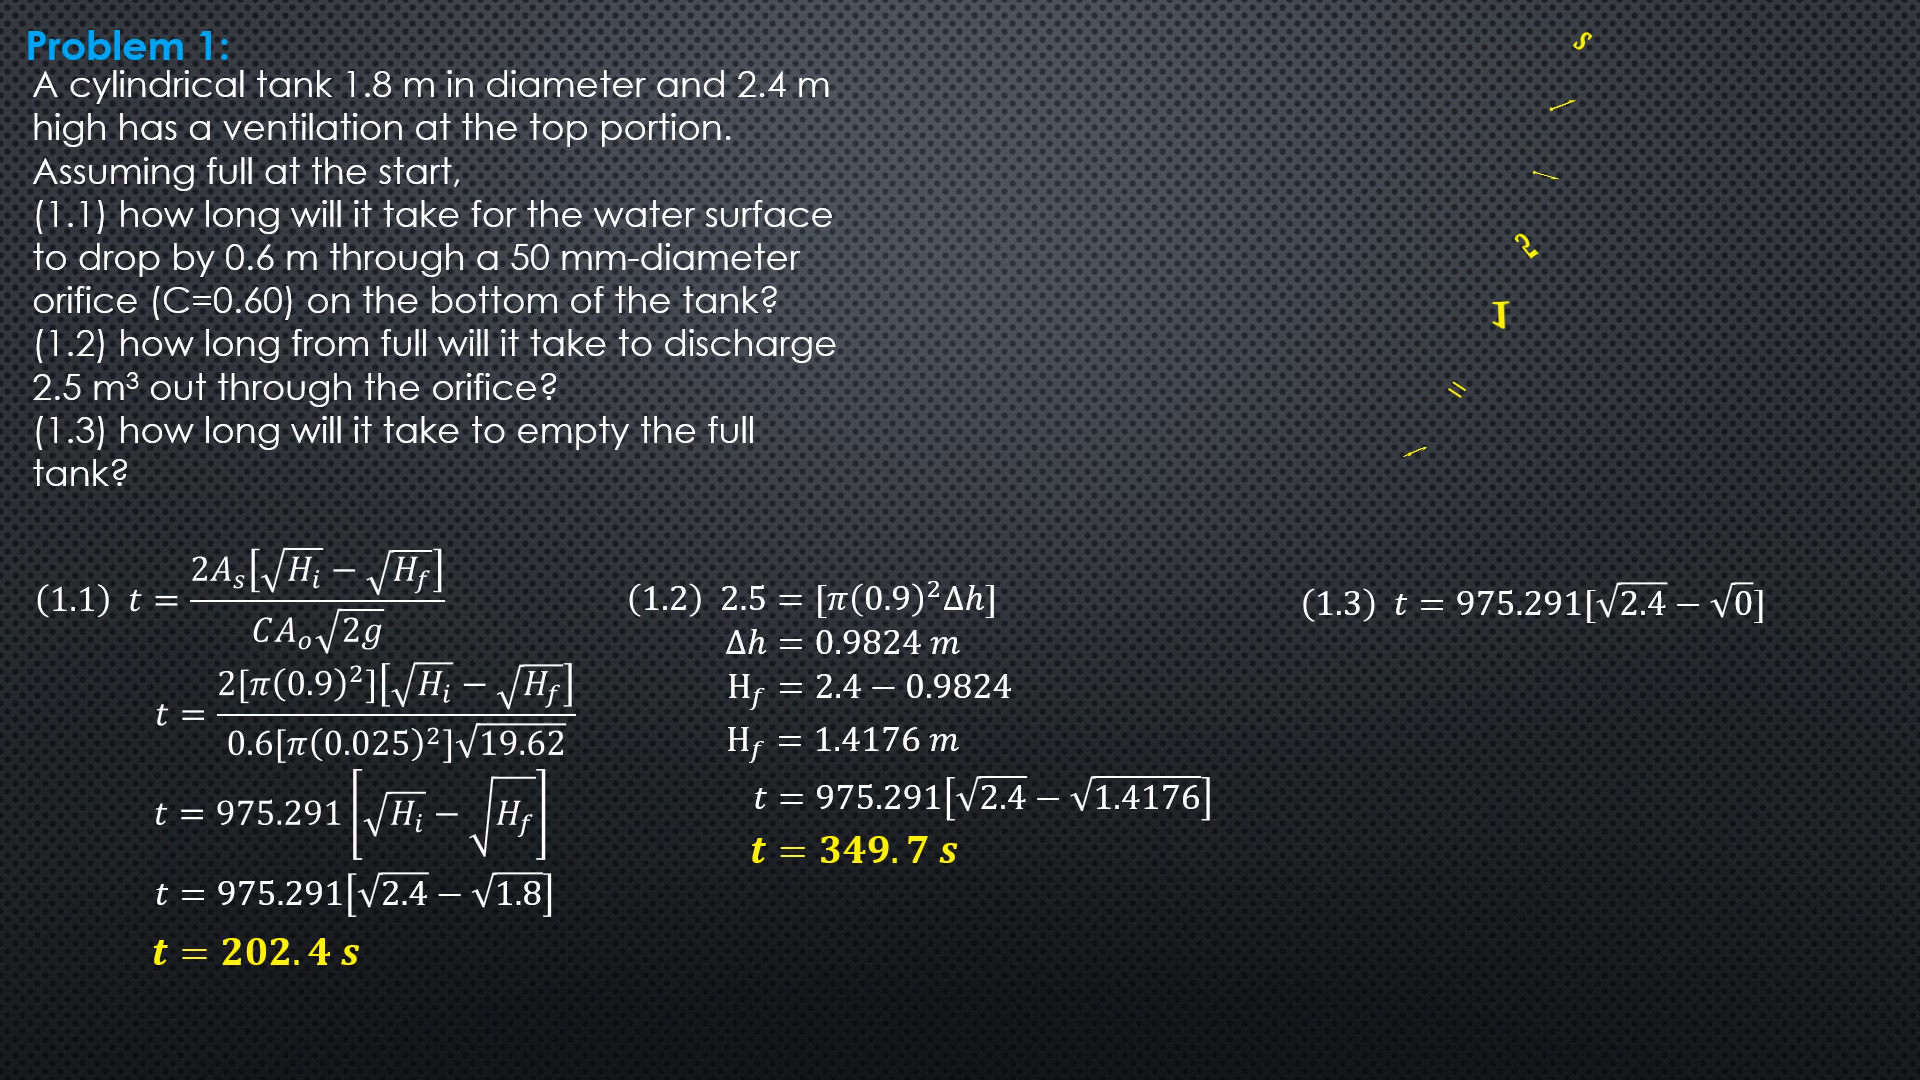 Problem 1:
A cylindrical tank 1.8 m in diameter and 2.4 m
high has a ventilation at the top portion.
Assuming full at the start,
(1.1) how long will it take for the water surface
to drop by 0.6 m through a 50 mm-diameter
orifice (C=0.60) on the bottom of the tank?
(1.2) how long from full will it take to discharge
2.5 m³ out through the orifice?
(1.3) how long will it take to empty the full
tank?
(1.1) t = 2A_s[√H_i − √H_f] / CA_o√2g
t = 2[π(0.9)²][√H_i − √H_f] / 0.6[π(0.025)²]√19.62
t = 975.291[√H_i − √H_f]
t = 975.291[√2.4 − √1.8]
t = 202.4 s
(1.2) 2.5 = [π(0.9)²Δh]
Δh = 0.9824 m
H_f = 2.4 − 0.9824
H_f = 1.4176 m
t = 975.291[√2.4 − √1.4176]
t = 349.7 s
(1.3) t = 975.291[√2.4 − √0]